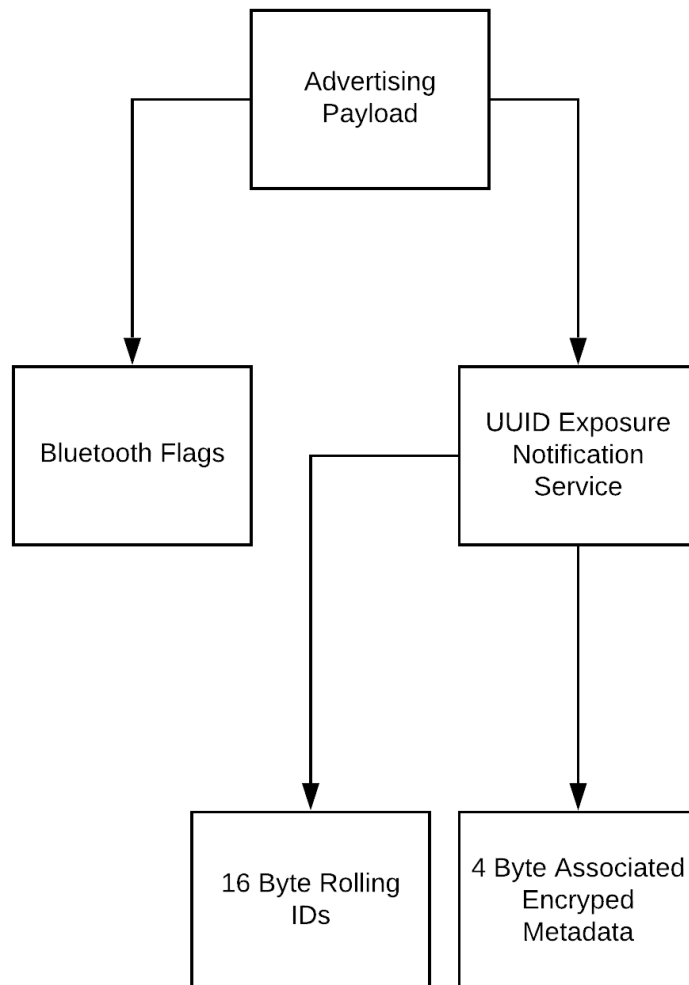 Advertising
Payload
Bluetooth Flags
UUID Exposure
Notification
Service
16 Byte Rolling
IDs
4 Byte Associated
Encryped
Metadata